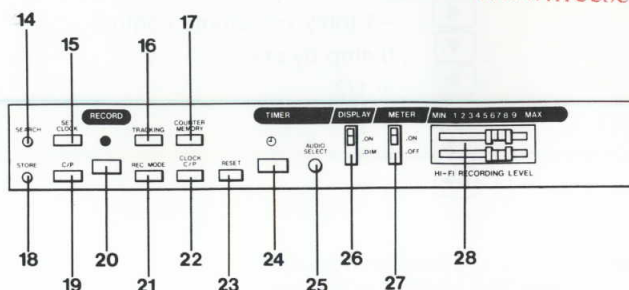 14
15
16
17
RECORD
TIMER
DISPLAY
METER
MIN 1 2 3 4 5 6 7 8 9 MAX
SEARCH
SET CLOCK
TRACKING
COUNTER MEMORY
AUDIO SELECT
.ON
.DIM
.ON
.OFF
STORE
C/P
REC. MODE
CLOCK C/P
RESET
HI-FI RECORDING LEVEL
18
19
20
21
22
23
24
25
26
27
28